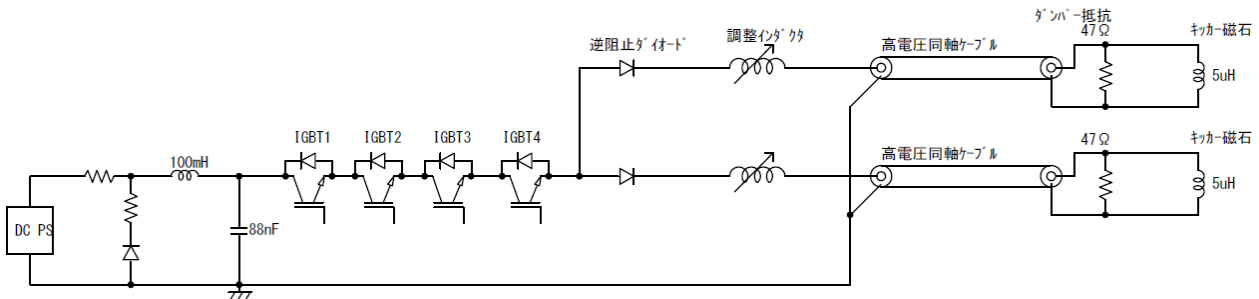 ﾀﾞﾝﾊﾟｰ抵抗
47Ω
ｷｯｶｰ磁石
5uH
逆阻止ﾀﾞｲｵｰﾄﾞ
調整ｲﾝﾀﾞｸﾀ
高電圧同軸ｹｰﾌﾞﾙ
IGBT1
IGBT2
IGBT3
IGBT4
100mH
47Ω
ｷｯｶｰ磁石
5uH
高電圧同軸ｹｰﾌﾞﾙ
DC PS
88nF